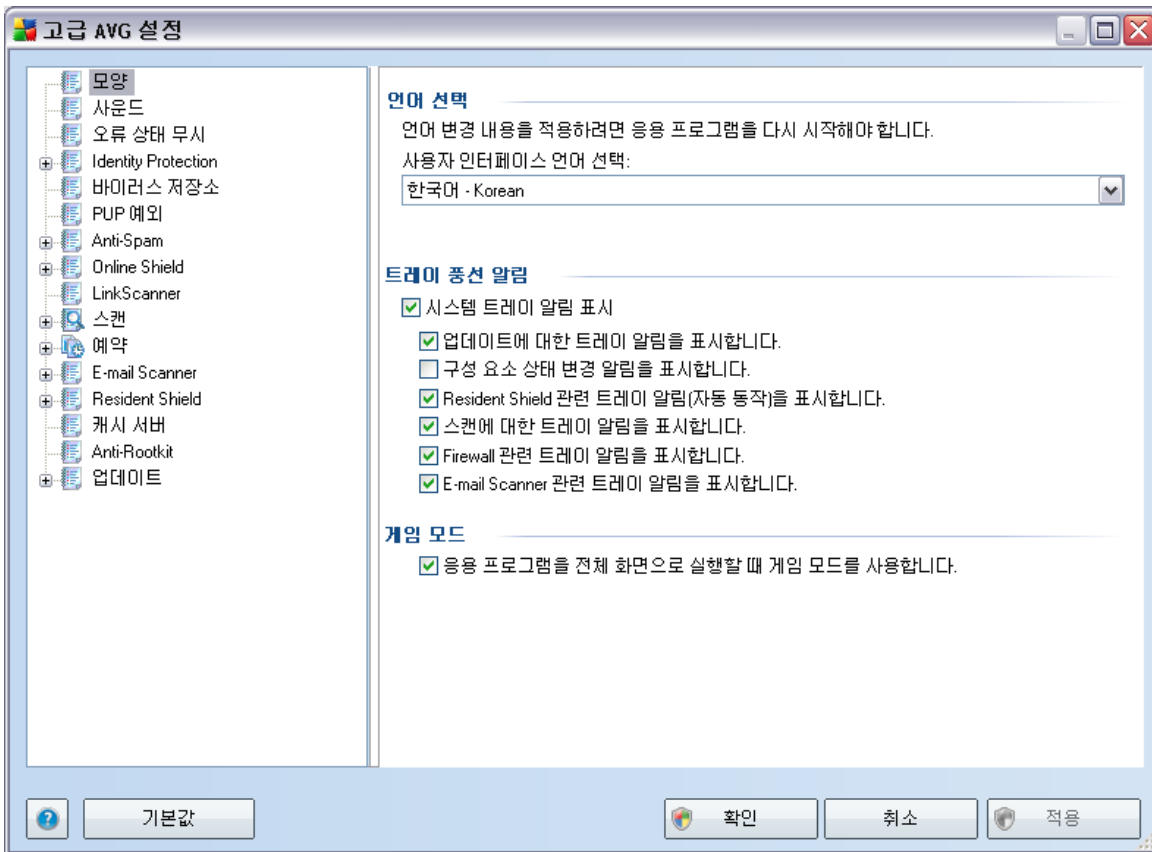 고급 AVG 설정
모양
사운드
오류 상태 무시
Identity Protection
바이러스 저장소
PUP 예외
Anti-Spam
Online Shield
LinkScanner
스캔
예약
E-mail Scanner
Resident Shield
캐시 서버
Anti-Rootkit
업데이트
언어 선택
언어 변경 내용을 적용하려면 응용 프로그램을 다시 시작해야 합니다.
사용자 인터페이스 언어 선택:
한국어 - Korean
트레이 풍선 알림
시스템 트레이 알림 표시
업데이트에 대한 트레이 알림을 표시합니다.
구성 요소 상태 변경 알림을 표시합니다.
Resident Shield 관련 트레이 알림(자동 동작)을 표시합니다.
스캔에 대한 트레이 알림을 표시합니다.
Firewall 관련 트레이 알림을 표시합니다.
E-mail Scanner 관련 트레이 알림을 표시합니다.
게임 모드
응용 프로그램을 전체 화면으로 실행할 때 게임 모드를 사용합니다.
기본값
확인
취소
적용